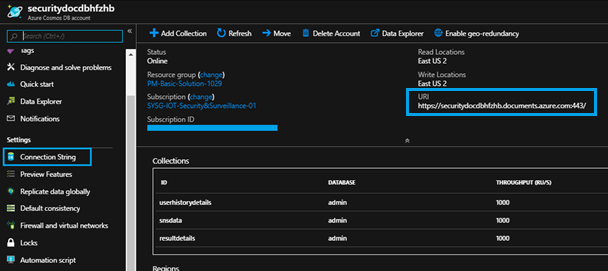 securitydocdbhfzhb
Azure Cosmos DB account
Search (Ctrl+/)
Tags
Diagnose and solve problems
Quick start
Data Explorer
Notifications
Settings
Connection String
Preview Features
Replicate data globally
Default consistency
Firewall and virtual networks
Locks
Automation script
Add Collection
Refresh
Move
Delete Account
Data Explorer
Enable geo-redundancy
Status
Online
Resource group (change)
PM-Basic-Solution-1029
Subscription (change)
SYSG-IOT-Security&Surveillance-01
Subscription ID
Read Locations
East US 2
Write Locations
East US 2
URI
https://securitydocdbhfzhb.documents.azure.com:443/
Collections
ID DATABASE THROUGHPUT (RU/S)
userhistorydetails admin 1000
snsdata admin 1000
resultdetails admin 1000
Regions